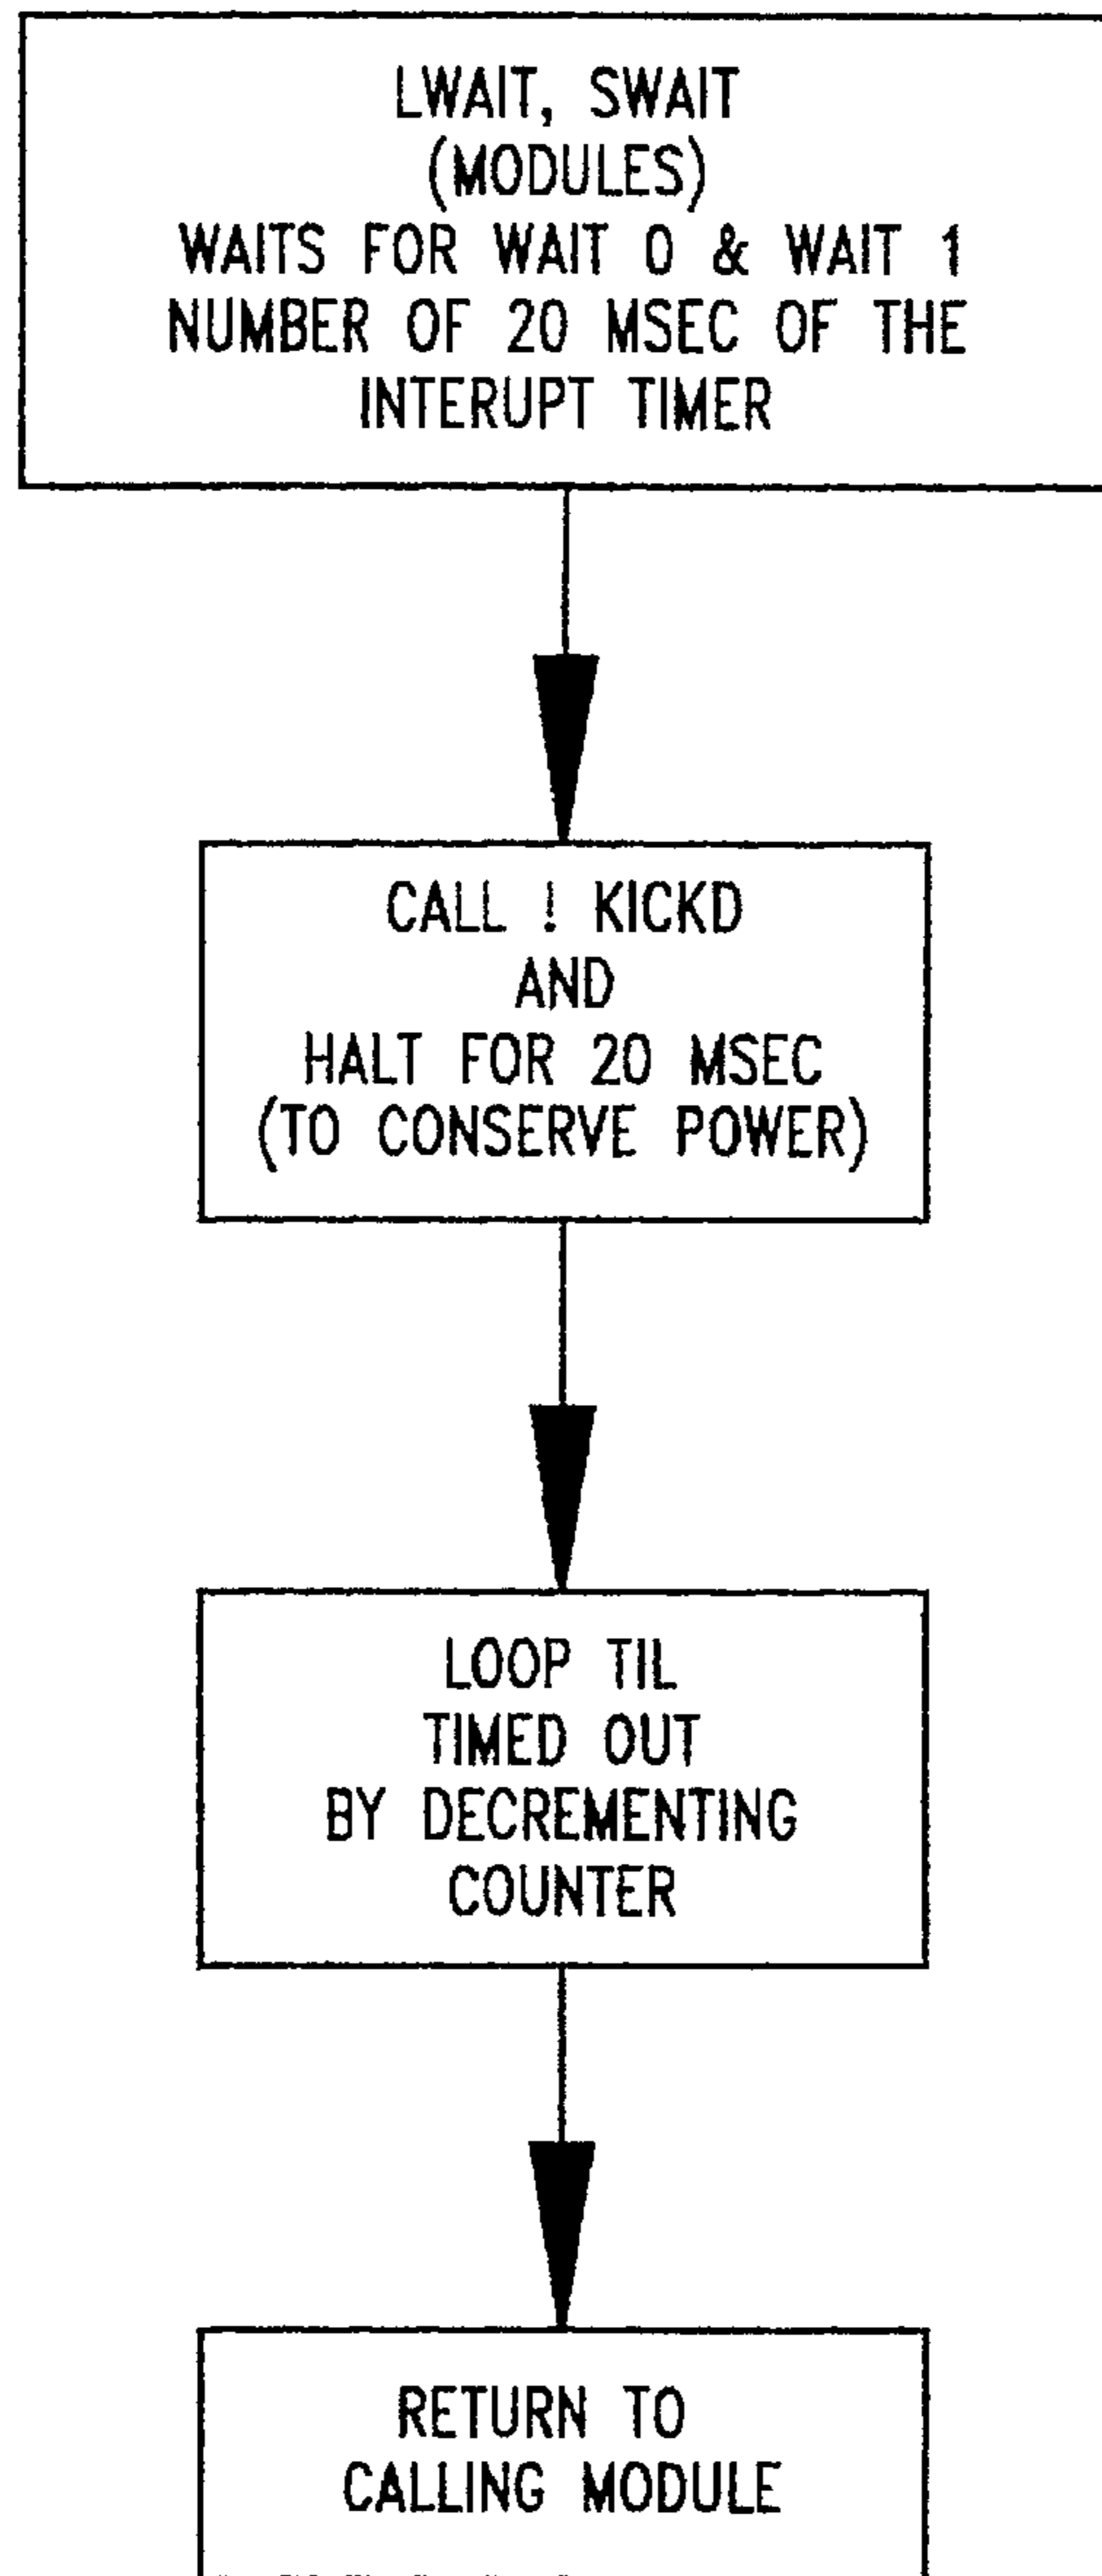 LWAIT, SWAIT
(MODULES)
WAITS FOR WAIT 0 & WAIT 1
NUMBER OF 20 MSEC OF THE
INTERUPT TIMER
CALL ! KICKD
AND
HALT FOR 20 MSEC
(TO CONSERVE POWER)
LOOP TIL
TIMED OUT
BY DECREMENTING
COUNTER
RETURN TO
CALLING MODULE